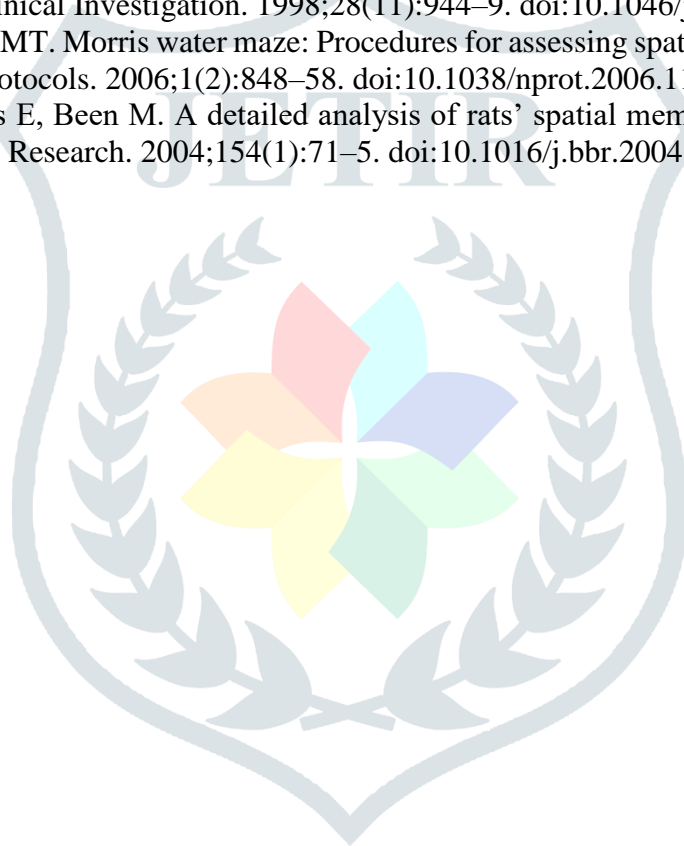 inical Investigation. 1998;28(11):944–9. doi:10.1046/j
MT. Morris water maze: Procedures for assessing spat
otocols. 2006;1(2):848–58. doi:10.1038/nprot.2006.11
s E, Been M. A detailed analysis of rats’ spatial mem
Research. 2004;154(1):71–5. doi:10.1016/j.bbr.2004
JETIR